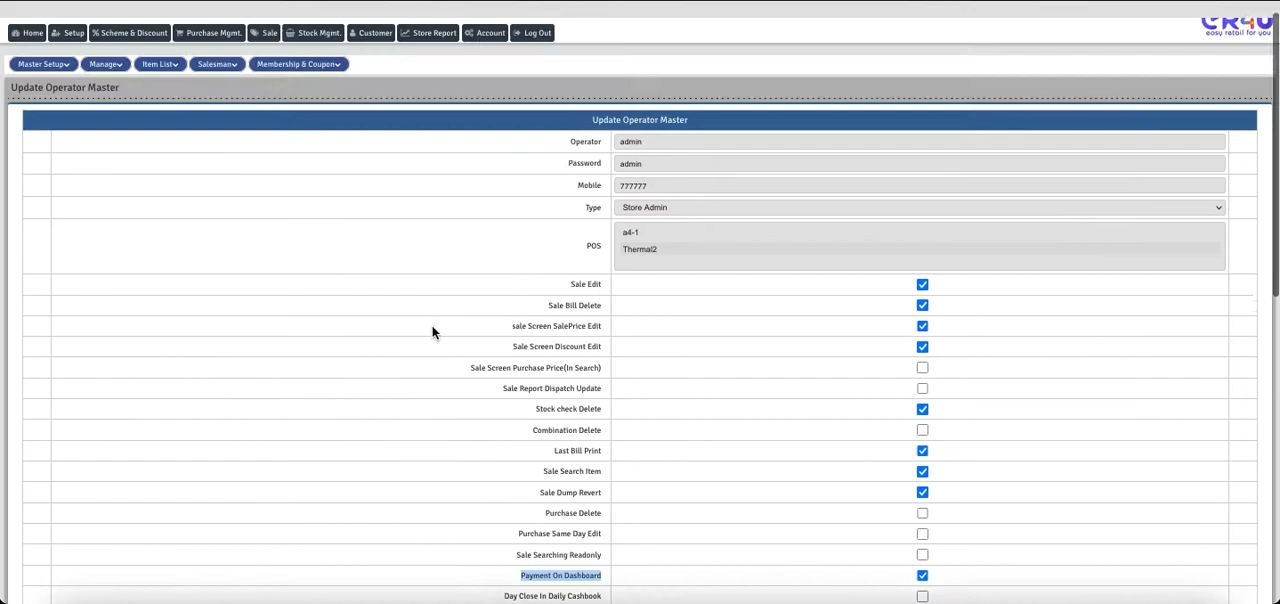 CR4U
easy retail for you
Home Setup Scheme & Discount Purchase Mgmt. Sale Stock Mgmt. Customer Store Report Account Log Out
Master Setup Manage Item List Salesman Membership & Coupon
Update Operator Master
Update Operator Master
Operator admin
Password admin
Mobile 777777
Type Store Admin
POS a4-1
Thermal2
Sale Edit
Sale Bill Delete
sale Screen SalePrice Edit
Sale Screen Discount Edit
Sale Screen Purchase Price(In Search)
Sale Report Dispatch Update
Stock check Delete
Combination Delete
Last Bill Print
Sale Search Item
Sale Dump Revert
Purchase Delete
Purchase Same Day Edit
Sale Searching Readonly
Payment On Dashboard
Day Close In Daily Cashbook